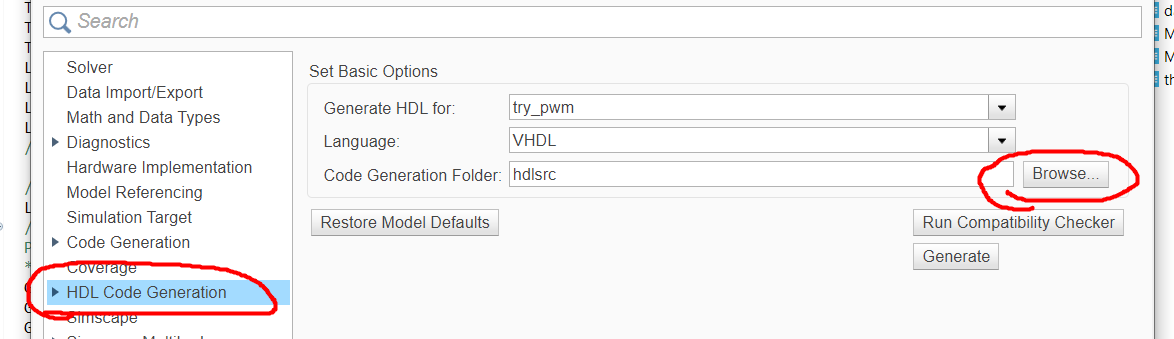 Search
Solver
Data Import/Export
Math and Data Types
Diagnostics
Hardware Implementation
Model Referencing
Simulation Target
Code Generation
Coverage
HDL Code Generation
Simscape
Set Basic Options
Generate HDL for: try_pwm
Language: VHDL
Code Generation Folder: hdlsrc Browse...
Restore Model Defaults Run Compatibility Checker
Generate